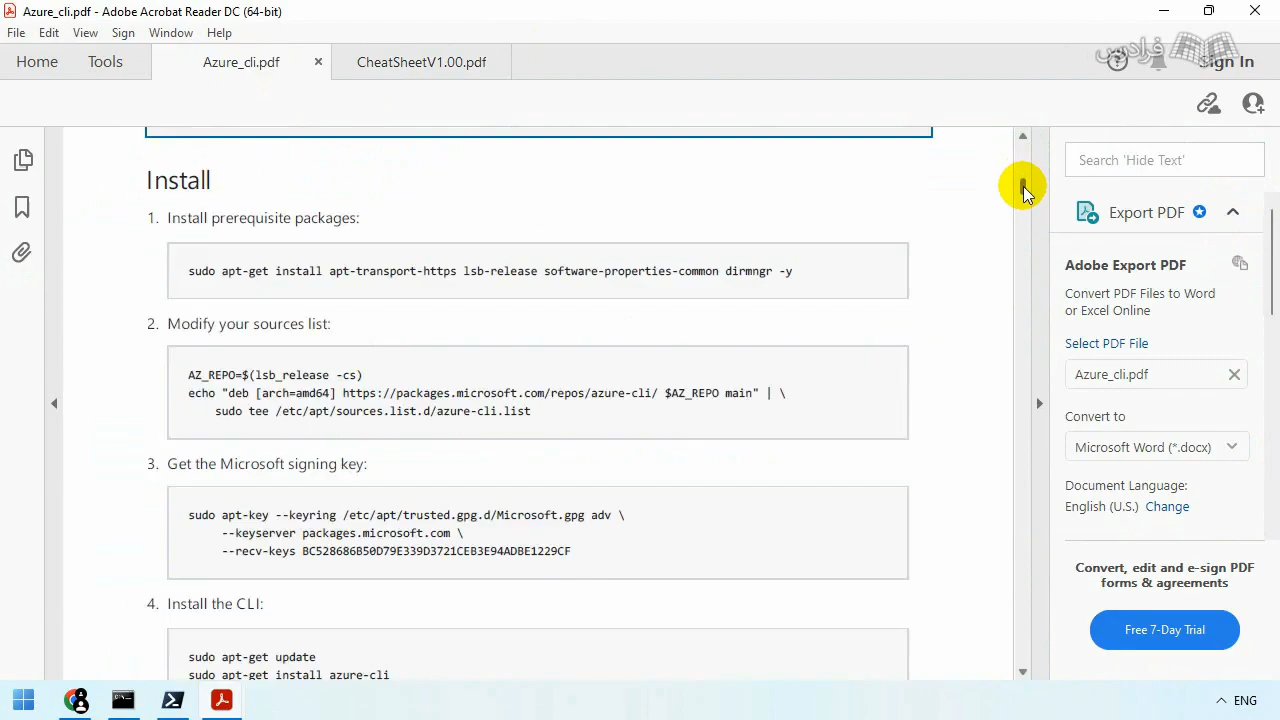 Azure_cli.pdf - Adobe Acrobat Reader DC (64-bit)
File Edit View Sign Window Help
Home Tools Azure_cli.pdf × CheatSheetV1.00.pdf Sign In
فرادرس
Install
1. Install prerequisite packages:
sudo apt-get install apt-transport-https lsb-release software-properties-common dirmngr -y
2. Modify your sources list:
AZ_REPO=$(lsb_release -cs)
echo "deb [arch=amd64] https://packages.microsoft.com/repos/azure-cli/ $AZ_REPO main" | \
sudo tee /etc/apt/sources.list.d/azure-cli.list
3. Get the Microsoft signing key:
sudo apt-key --keyring /etc/apt/trusted.gpg.d/Microsoft.gpg adv \
--keyserver packages.microsoft.com \
--recv-keys BC528686B50D79E339D3721CEB3E94ADBE1229CF
4. Install the CLI:
sudo apt-get update
sudo apt-get install azure-cli
Search 'Hide Text'
Export PDF
Adobe Export PDF
Convert PDF Files to Word
or Excel Online
Select PDF File
Azure_cli.pdf
Convert to
Microsoft Word (*.docx)
Document Language:
English (U.S.) Change
Convert, edit and e-sign PDF
forms & agreements
Free 7-Day Trial
ENG